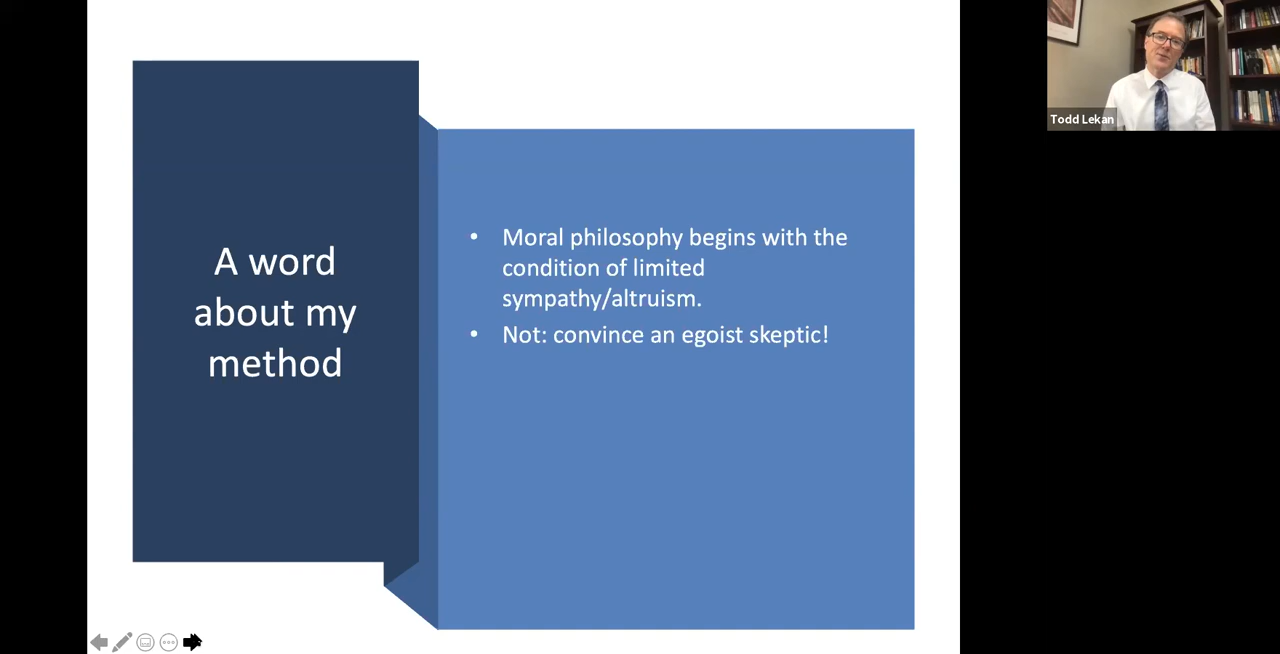 A word
about my
method
• Moral philosophy begins with the
condition of limited
sympathy/altruism.
• Not: convince an egoist skeptic!
Todd Lekan